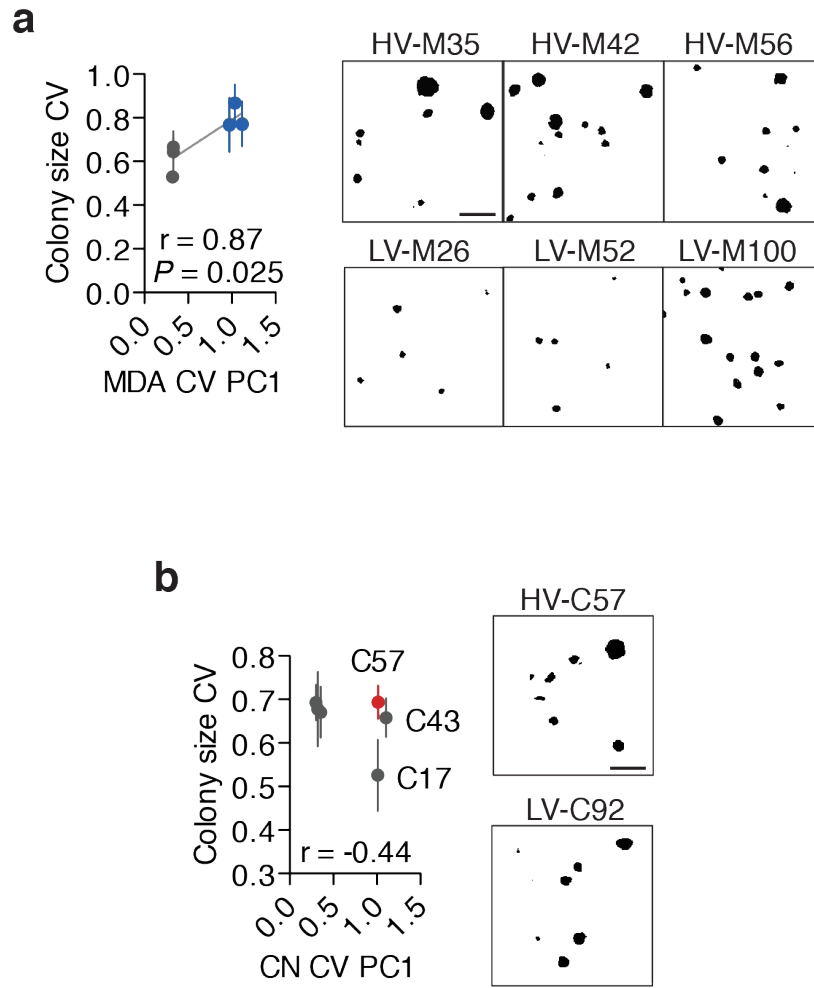 a
HV-M35
HV-M42
HV-M56
1.0
0.8
0.6
0.4
0.2
0.0
Colony size CV
r = 0.87
P = 0.025
0.0
0.5
1.0
1.5
MDA CV PC1
LV-M26
LV-M52
LV-M100
b
HV-C57
0.8
0.7
0.6
0.5
0.4
0.3
Colony size CV
C57
C43
C17
r = -0.44
0.0
0.5
1.0
1.5
CN CV PC1
LV-C92